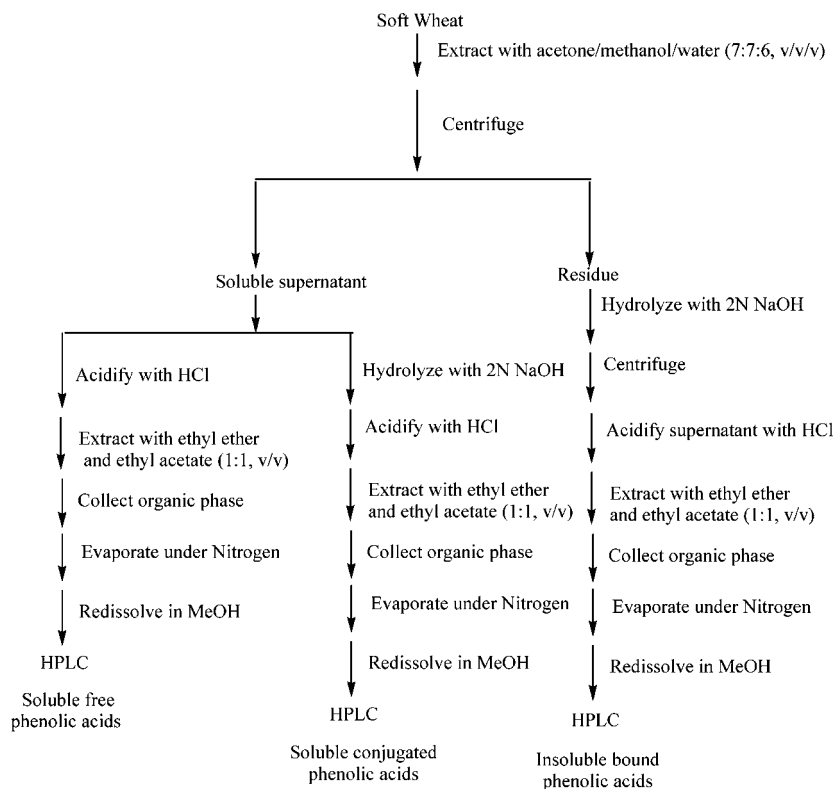 Soft Wheat
Extract with acetone/methanol/water (7:7:6, v/v/v)
Centrifuge
Soluble supernatant
Acidify with HCl
Extract with ethyl ether
and ethyl acetate (1:1, v/v)
Collect organic phase
Evaporate under Nitrogen
Redissolve in MeOH
HPLC
Soluble free
phenolic acids
Hydrolyze with 2N NaOH
Acidify with HCl
Extract with ethyl ether
and ethyl acetate (1:1, v/v)
Collect organic phase
Evaporate under Nitrogen
Redissolve in MeOH
HPLC
Soluble conjugated
phenolic acids
Residue
Hydrolyze with 2N NaOH
Centrifuge
Acidify supernatant with HCl
Extract with ethyl ether
and ethyl acetate (1:1, v/v)
Collect organic phase
Evaporate under Nitrogen
Redissolve in MeOH
HPLC
Insoluble bound
phenolic acids